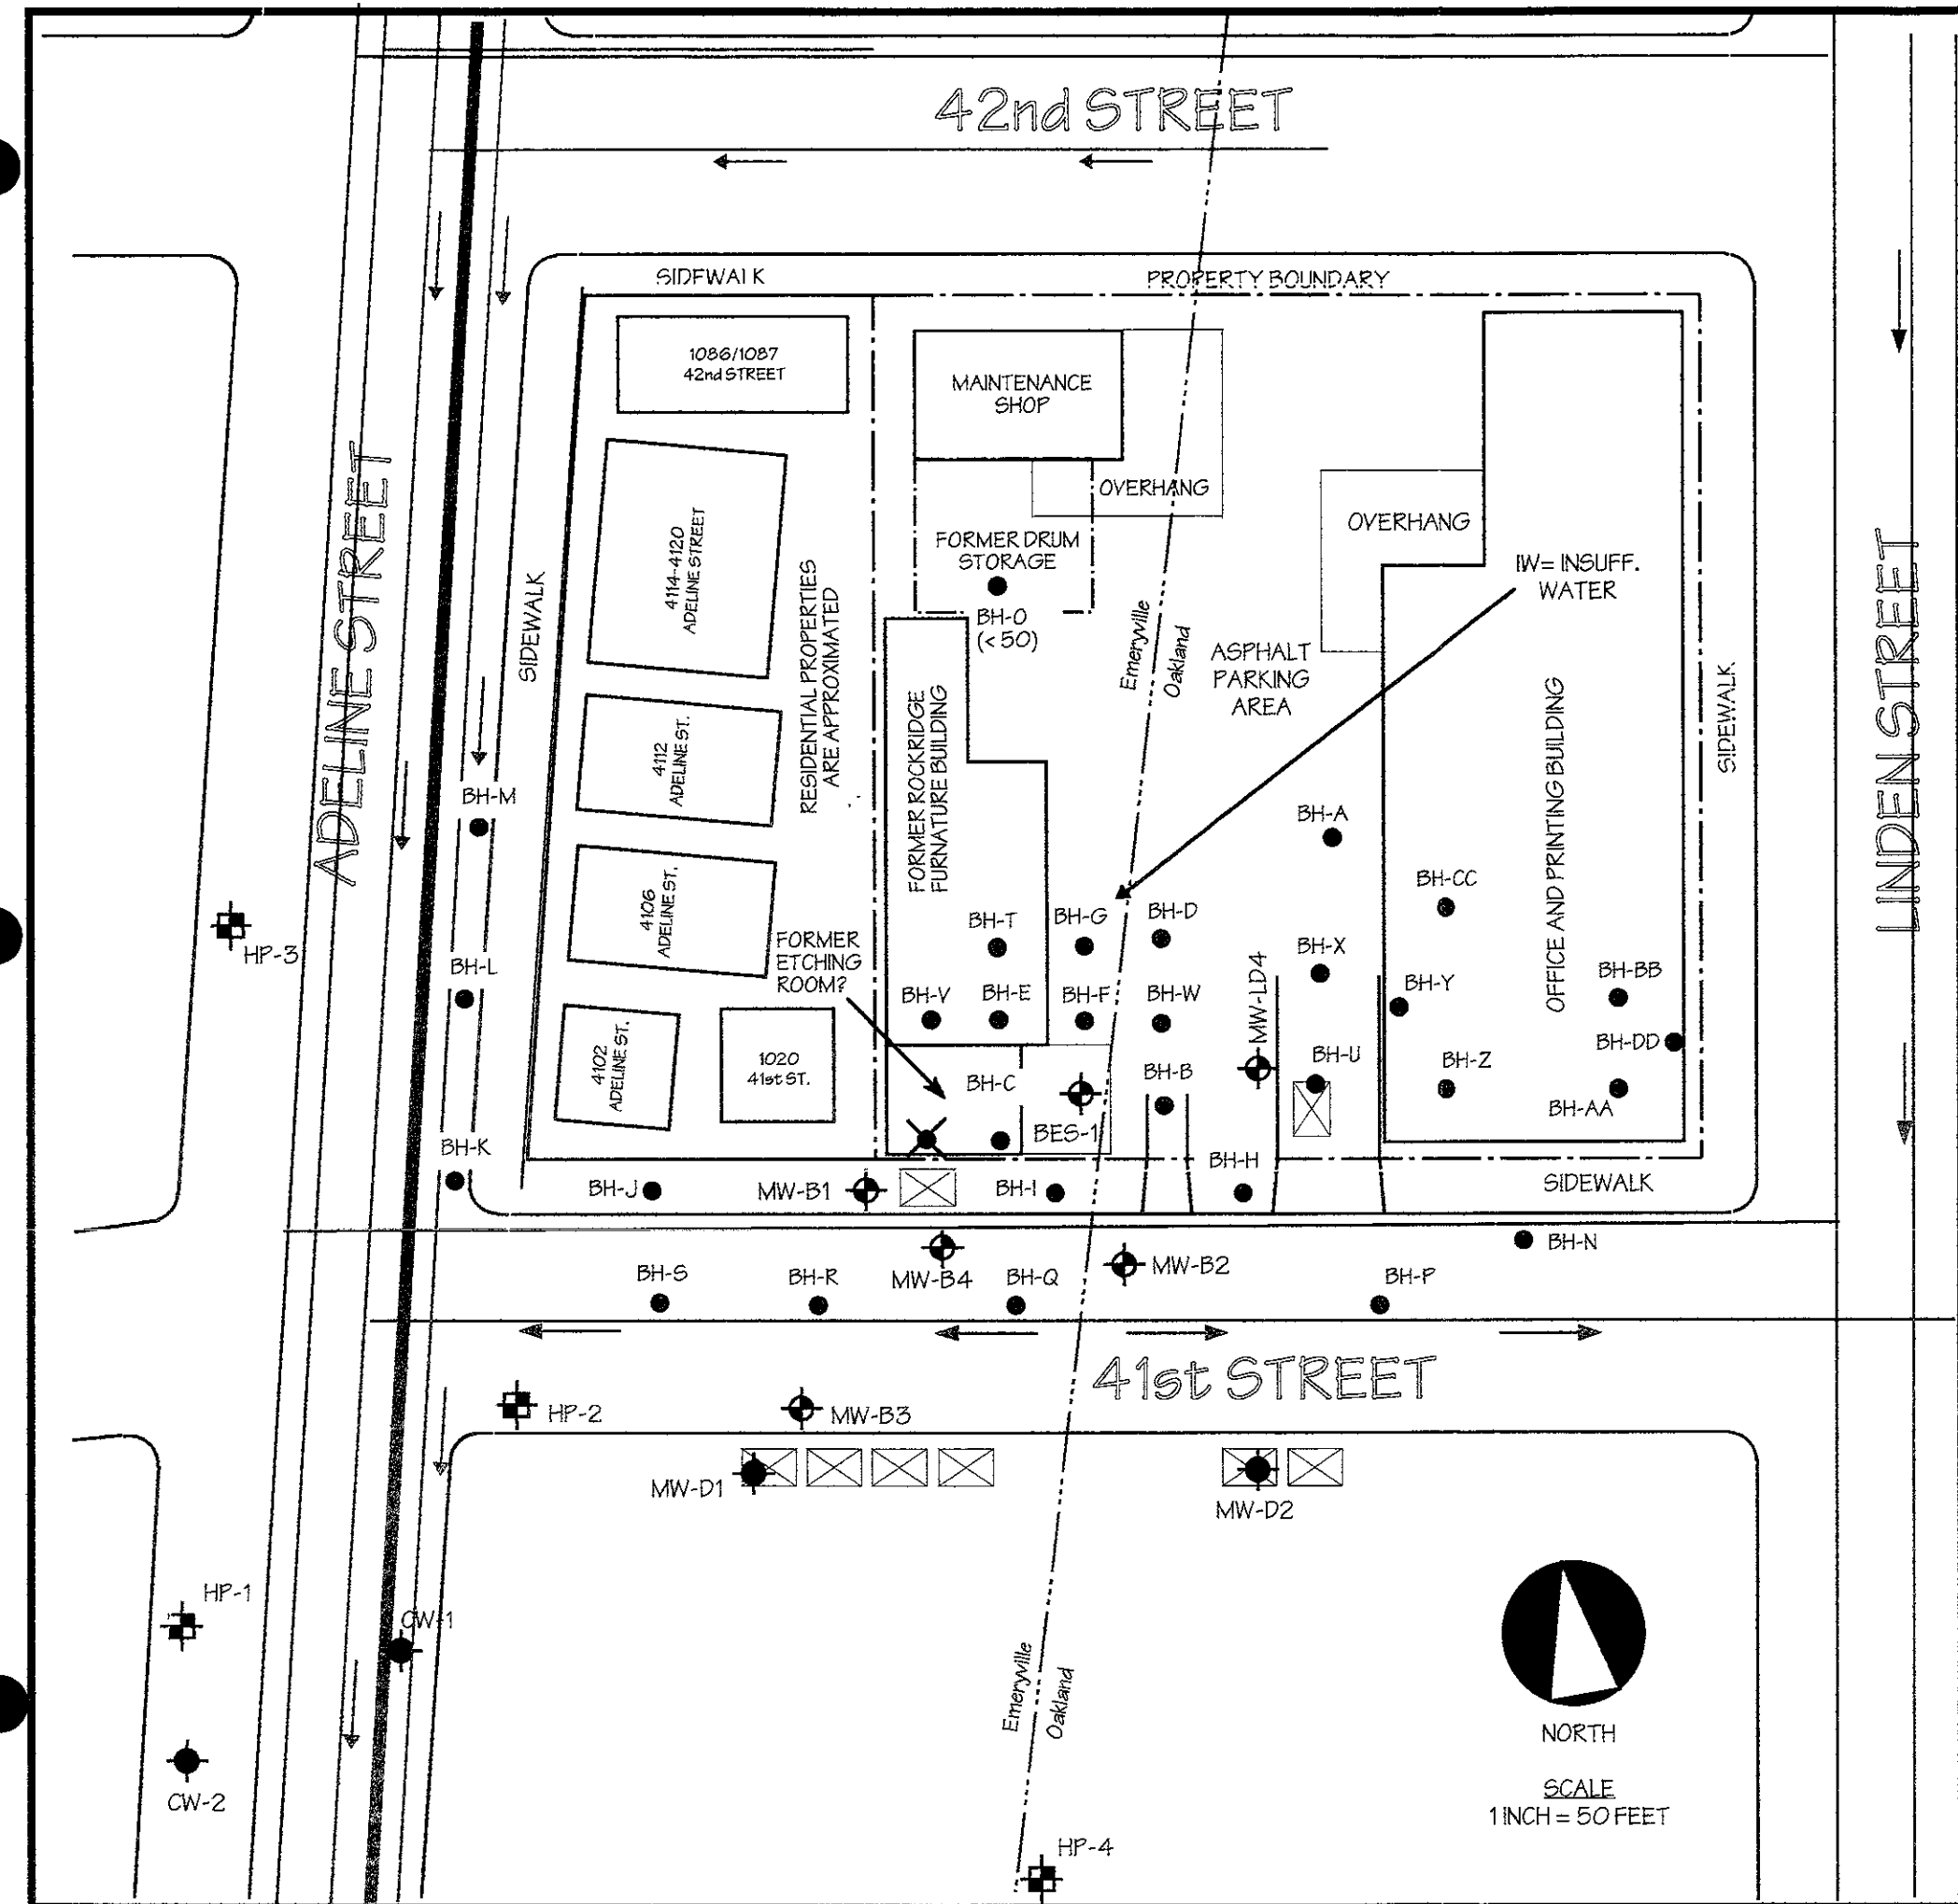 42nd STREET
SIDFWAI K
PROPERTY BOUNDARY
1086/1087
42nd STREET
MAINTENANCE
SHOP
OVERHANG
OVERHANG
FORMER DRUM
STORAGE
BH-O
(<50)
IW= INSUFF.
WATER
4114-4120
ADELINE STREET
SIDEWALK
RESIDENTIAL PROPERTIES
ARE APPROXIMATED
ADELINE STREET
Emeryville
Oakland
ASPHALT
PARKING
AREA
LINDEN STREET
SIDEWALK
OFFICE AND PRINTING BUILDING
FORMER ROCKRIDGE
FURNATURE BUILDING
4112
ADELINE ST.
BH-M
BH-A
BH-CC
4106
ADELINE ST.
FORMER
ETCHING
ROOM?
BH-T
BH-G
BH-D
HP-3
BH-L
BH-X
BH-BB
BH-Y
BH-V
BH-E
BH-F
BH-W
MW-LD4
4102
ADELINE ST.
1020
41st ST.
BH-C
BH-B
BH-U
BH-Z
BH-DD
BH-AA
BES-1
BH-K
BH-H
BH-J
MW-B1
BH-I
SIDEWALK
BH-N
MW-B4
MW-B2
BH-S
BH-R
BH-Q
BH-P
41st STREET
HP-2
MW-B3
MW-D1
MW-D2
HP-1
CW-1
Emeryville
Oakland
NORTH
CW-2
SCALE
1 INCH = 50 FEET
HP-4